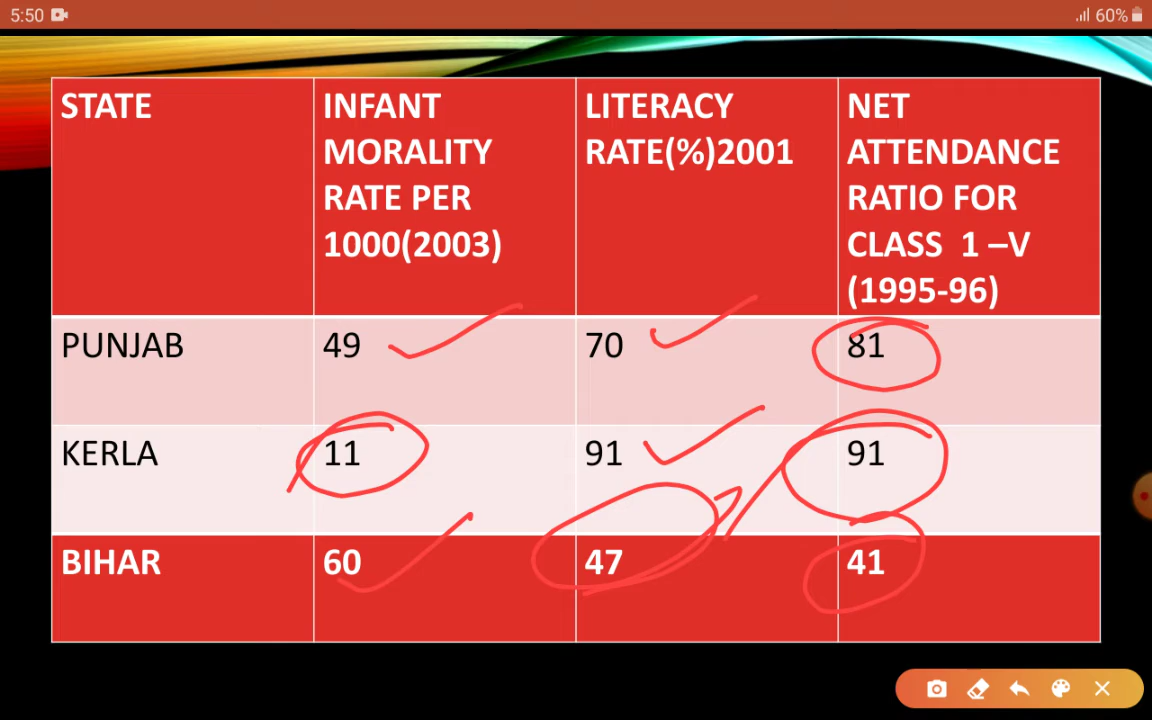 5:50 60%
STATE
INFANT
MORALITY
RATE PER
1000(2003)
LITERACY
RATE(%)2001
NET
ATTENDANCE
RATIO FOR
CLASS 1 –V
(1995-96)
PUNJAB 49 70 81
KERLA 11 91 91
BIHAR 60 47 41